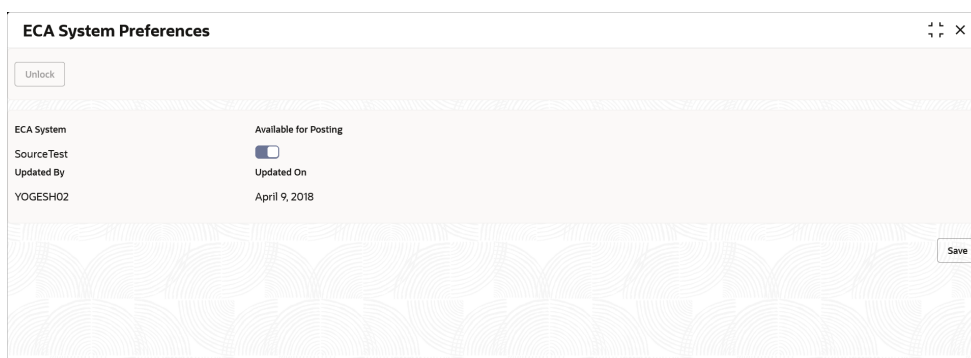 ECA System Preferences
Unlock
ECA System Available for Posting
SourceTest
Updated By Updated On
YOGESH02 April 9, 2018
Save